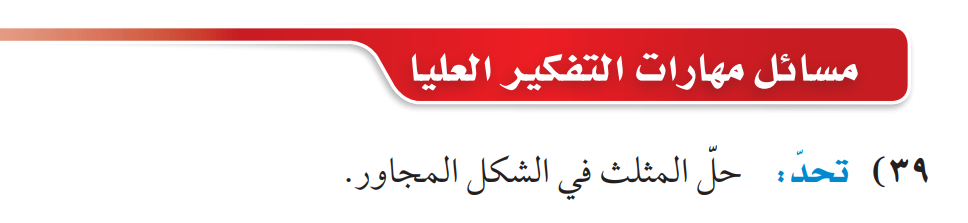 مسائل مهارات التفكير العليا
٣٩) تحدّ: حلّ المثلث في الشكل المجاور.